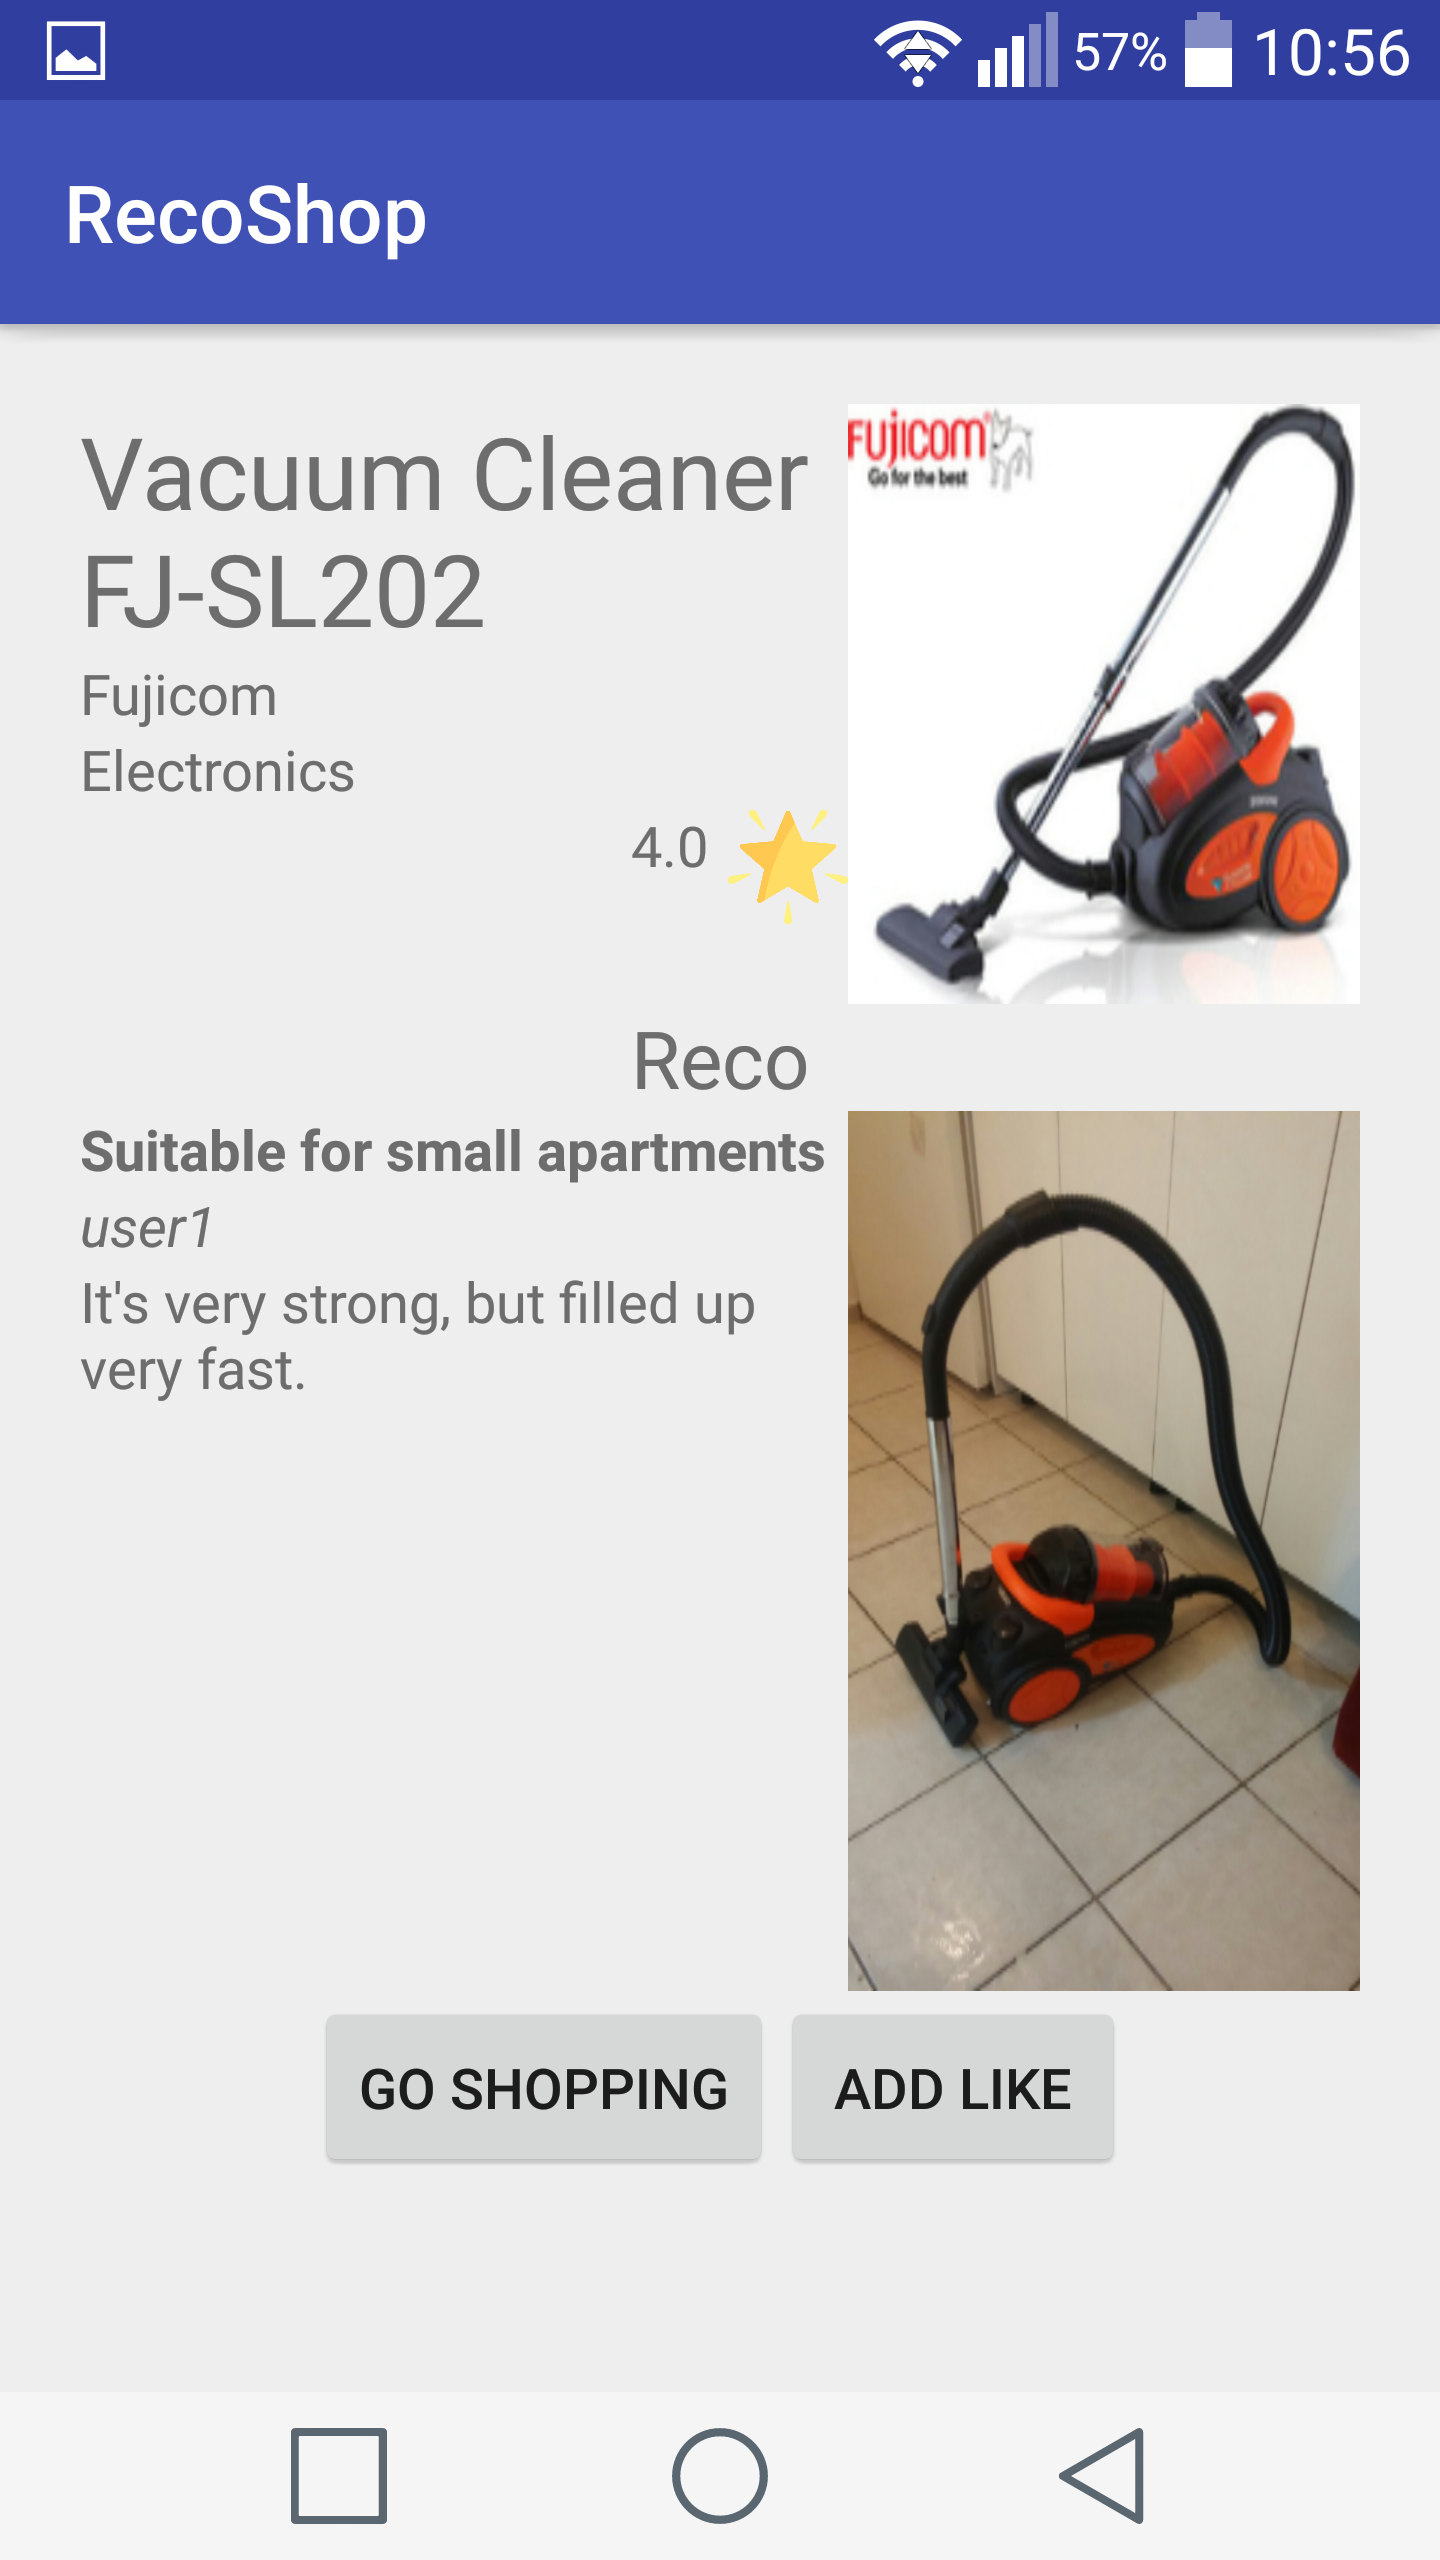 57% 10:56
RecoShop
Vacuum Cleaner
FJ-SL202
Fujicom
Electronics
4.0
FUJICOM®
Go for the best
Reco
Suitable for small apartments
user1
It's very strong, but filled up
very fast.
GO SHOPPING ADD LIKE